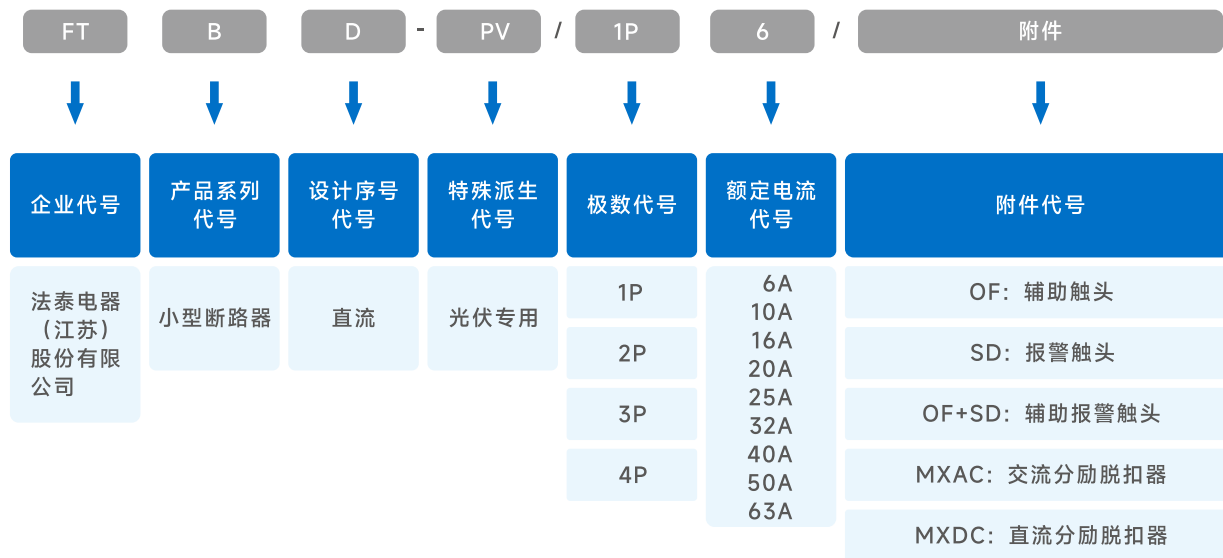 FT B D - PV / 1P 6 / 附件
企业代号
产品系列
代号
设计序号
代号
特殊派生
代号
极数代号
额定电流
代号
附件代号
法泰电器
（江苏）
股份有限
公司
小型断路器
直流
光伏专用
1P
2P
3P
4P
6A
10A
16A
20A
25A
32A
40A
50A
63A
OF：辅助触头
SD：报警触头
OF+SD：辅助报警触头
MXAC：交流分励脱扣器
MXDC：直流分励脱扣器